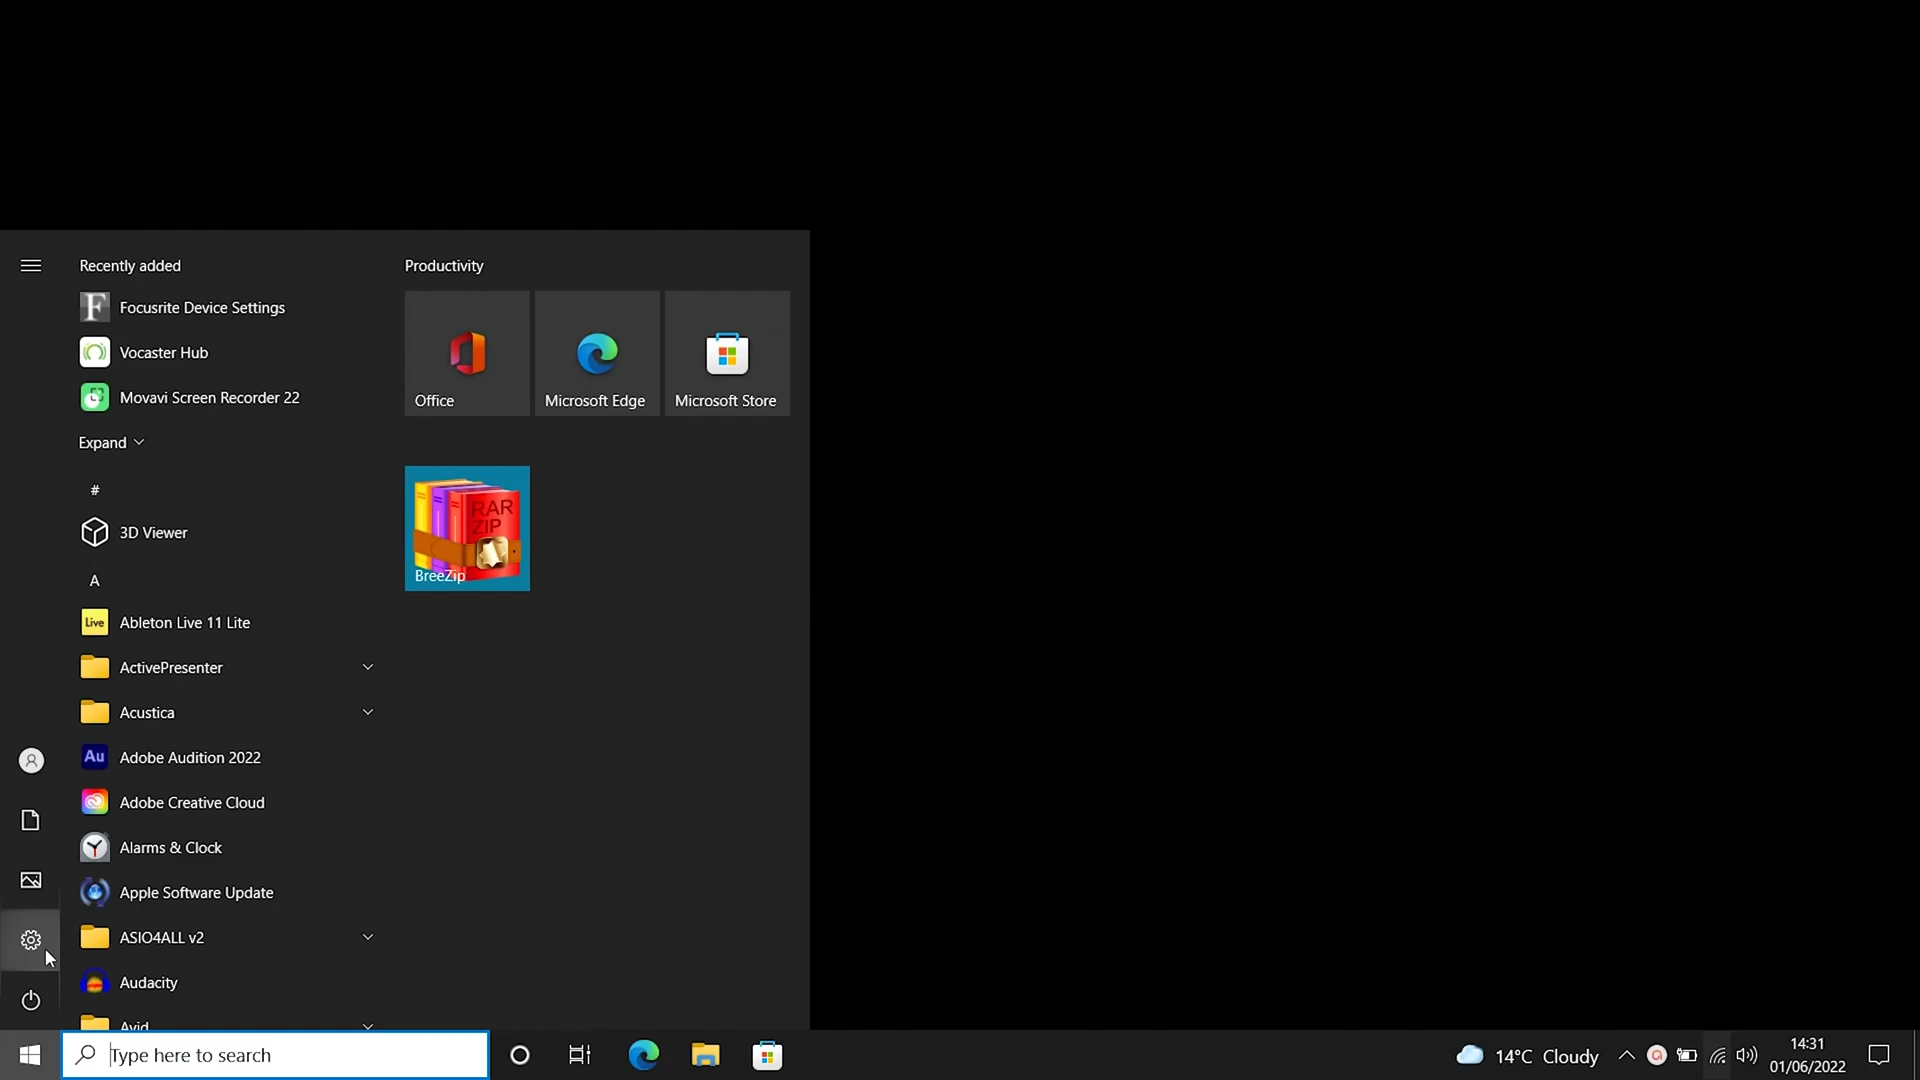 Recently added
Focusrite Device Settings
Vocaster Hub
Movavi Screen Recorder 22
Expand
#
3D Viewer
A
Live
Ableton Live 11 Lite
ActivePresenter
Acustica
Au
Adobe Audition 2022
Adobe Creative Cloud
Alarms & Clock
Apple Software Update
ASIO4ALL v2
Audacity
Avid
Productivity
Office
Microsoft Edge
Microsoft Store
RAR
ZIP
BreeZip
Type here to search
14°C Cloudy
14:31
01/06/2022